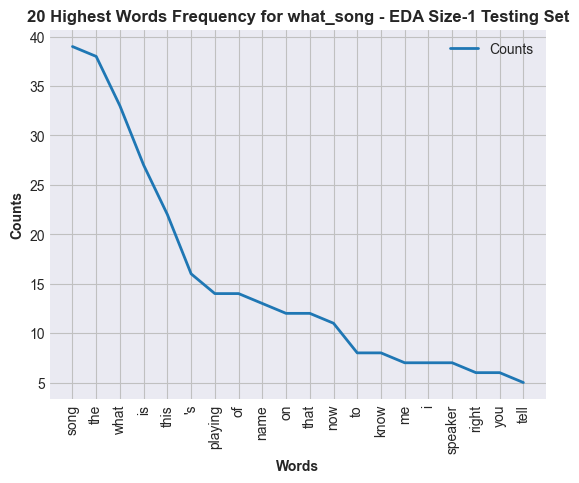 20 Highest Words Frequency for what_song - EDA Size-1 Testing Set
Counts
40
35
30
25
20
15
10
5
Counts
song
the
what
is
this
's
playing
of
name
on
that
now
to
know
me
i
speaker
right
you
tell
Words